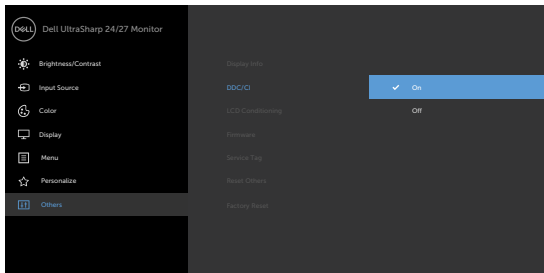 DELL Dell UltraSharp 24/27 Monitor
Brightness/Contrast
Display Info
Input Source
DDC/CI
On
Color
LCD Conditioning
Off
Display
Firmware
Menu
Service Tag
Personalize
Reset Others
Others
Factory Reset